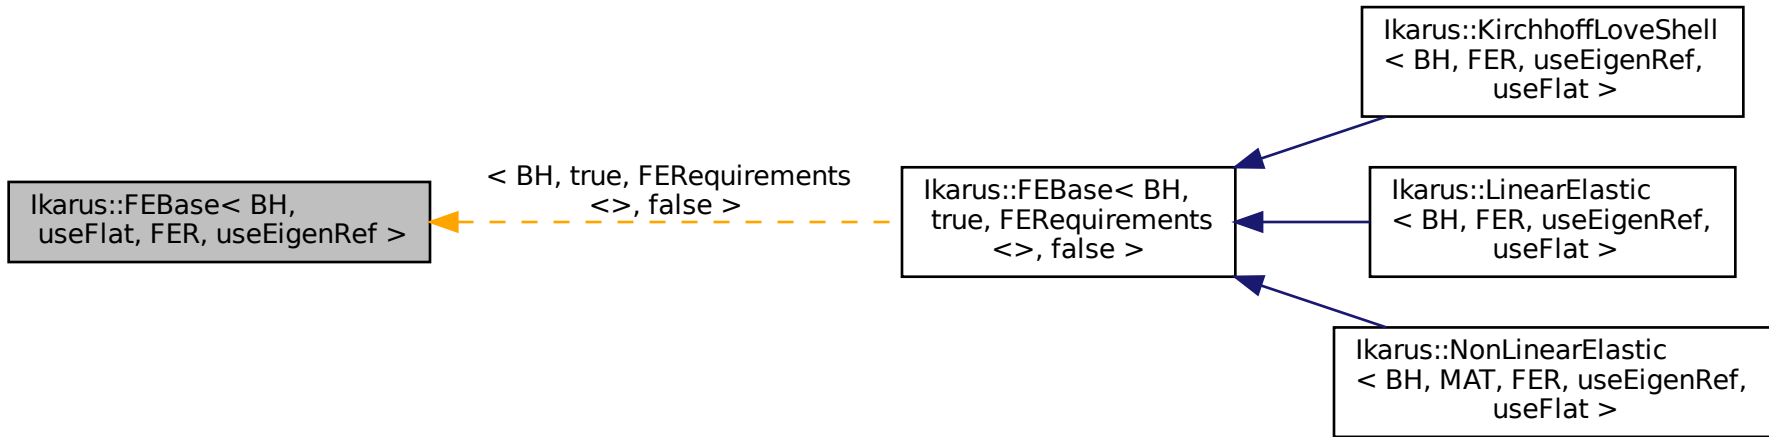 Ikarus::FEBase< BH,
useFlat, FER, useEigenRef >
< BH, true, FERequirements
<>, false >
Ikarus::FEBase< BH,
true, FERequirements
<>, false >
Ikarus::KirchhoffLoveShell
< BH, FER, useEigenRef,
useFlat >
Ikarus::LinearElastic
< BH, FER, useEigenRef,
useFlat >
Ikarus::NonLinearElastic
< BH, MAT, FER, useEigenRef,
useFlat >